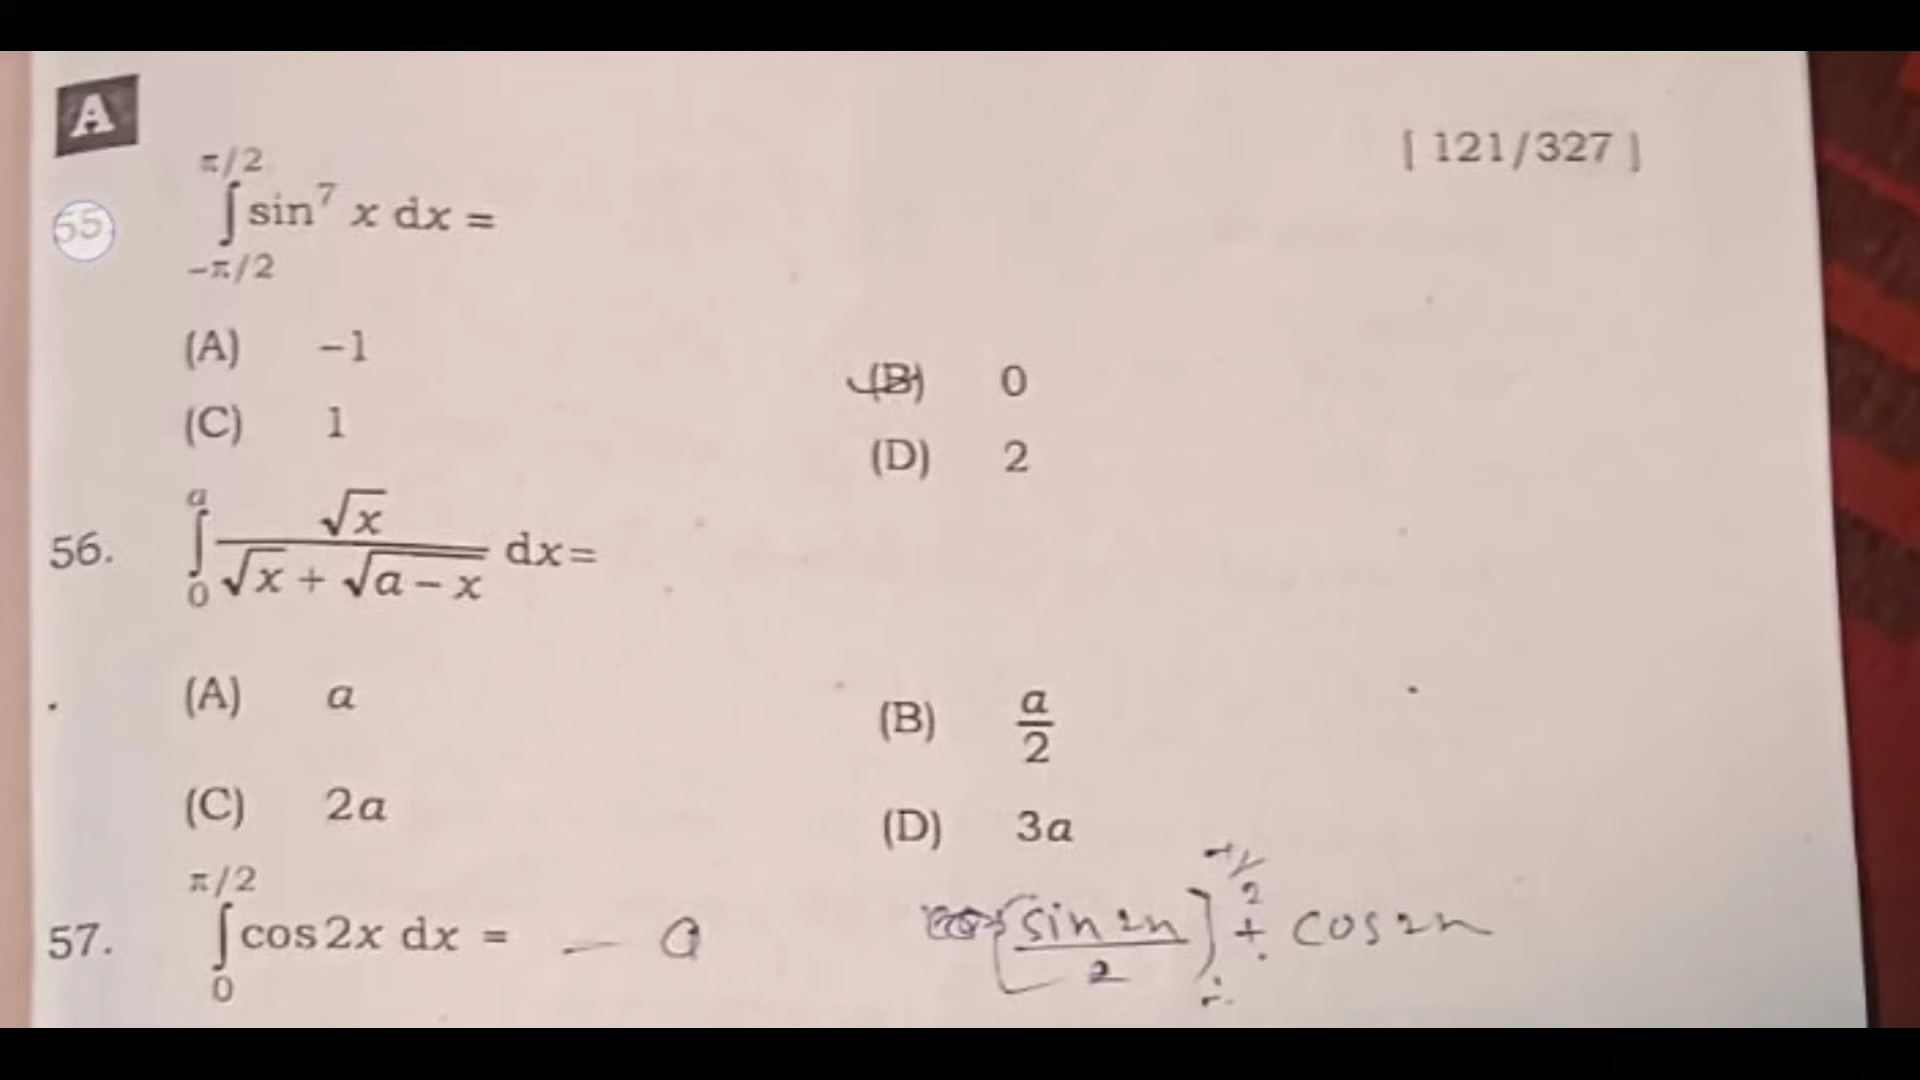 A
[ 121/327 ]
55. ∫_{-π/2}^{π/2} sin⁷ x dx =
(A) -1
(B) 0
(C) 1
(D) 2
56. ∫_{0}^{a} √x / (√x + √(a - x)) dx =
(A) a
(B) a/2
(C) 2a
(D) 3a
57. ∫_{0}^{π/2} cos 2x dx = — 0
[sin 2x / 2] + cos 2x